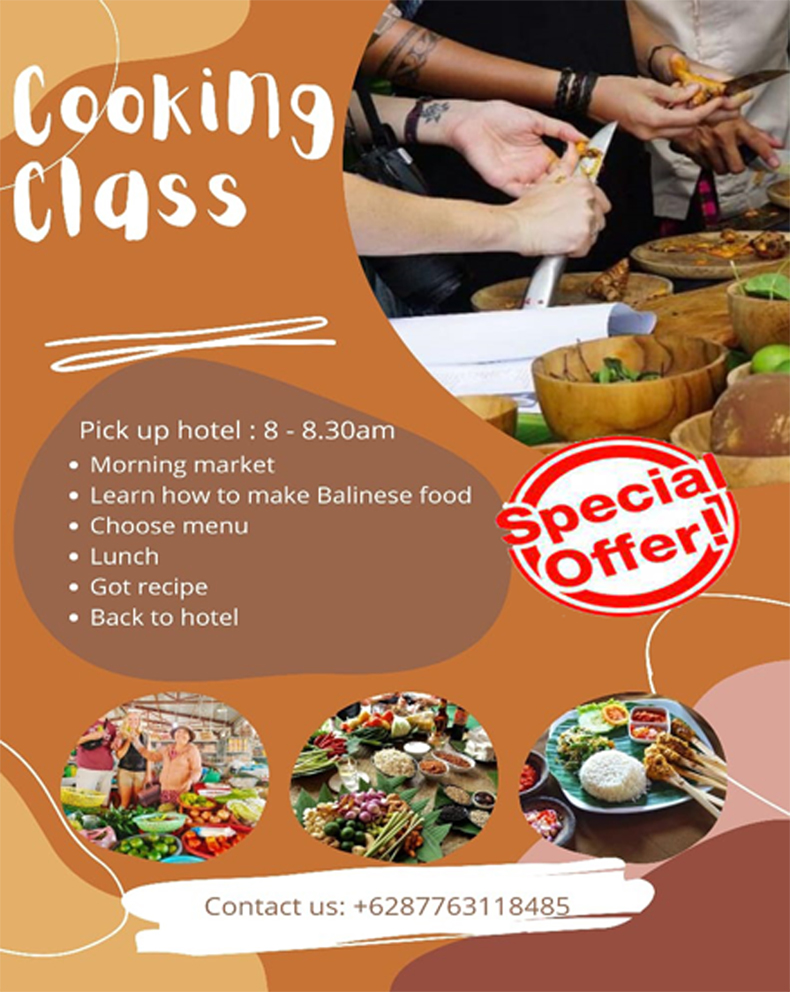 Cooking
Class
Pick up hotel : 8 - 8.30am
• Morning market
• Learn how to make Balinese food
• Choose menu
• Lunch
• Got recipe
• Back to hotel
Special
Offer!
Contact us: +6287763118485